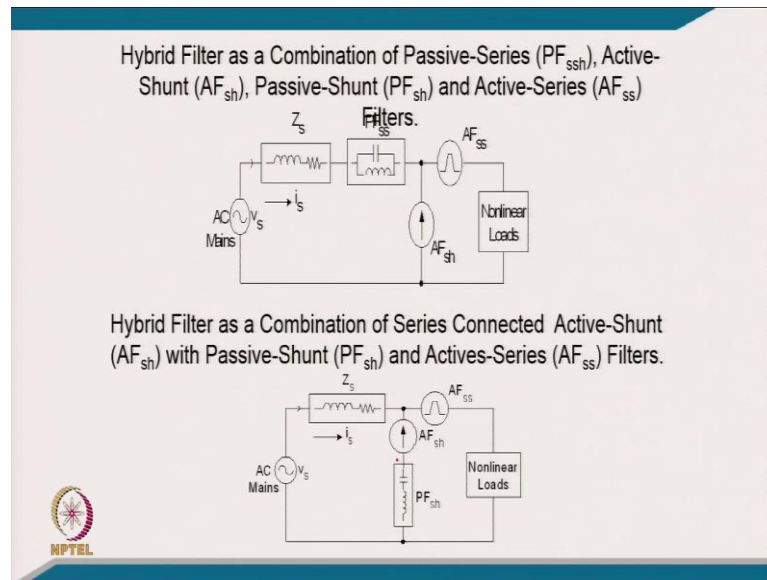 Hybrid Filter as a Combination of Passive-Series (PFssh), Active-
Shunt (AFsh), Passive-Shunt (PFsh) and Active-Series (AFss)
Filters.
Zs
PFss
AFss
is
AC
vs
Mains
AFsh
Nonlinear
Loads
Hybrid Filter as a Combination of Series Connected Active-Shunt
(AFsh) with Passive-Shunt (PFsh) and Actives-Series (AFss) Filters.
Zs
AFss
is
AFsh
AC
vs
Mains
PFsh
Nonlinear
Loads
NPTEL